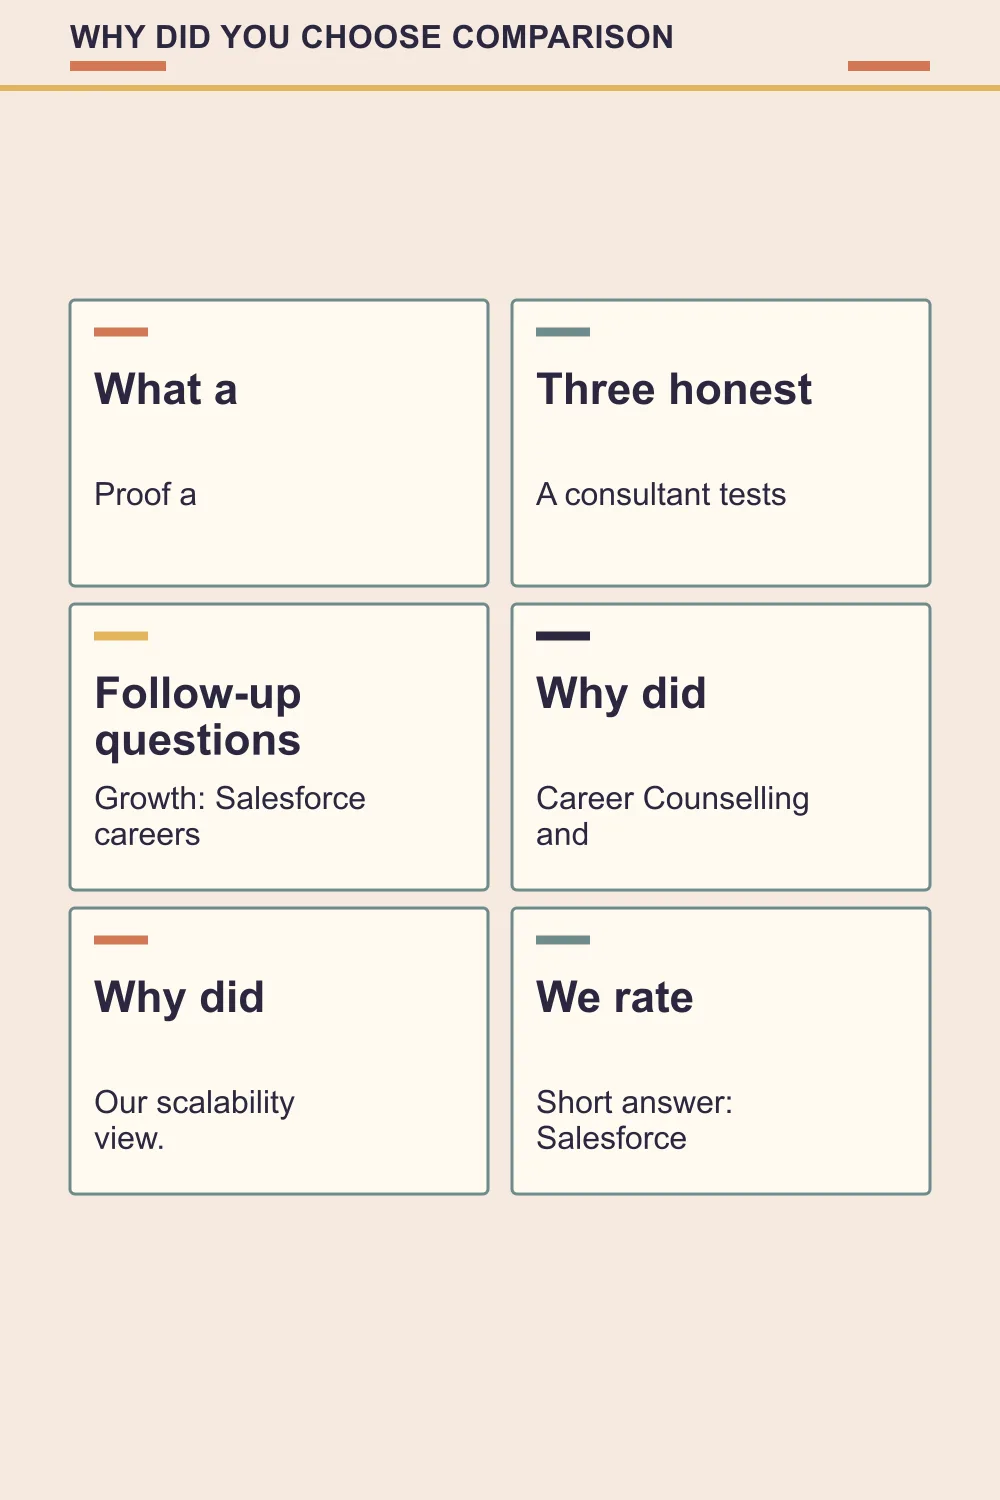 WHY DID YOU CHOOSE COMPARISON
What a
Proof a
Three honest
A consultant tests
Follow-up
questions
Growth: Salesforce
careers
Why did
Career Counselling
and
Why did
Our scalability
view.
We rate
Short answer:
Salesforce